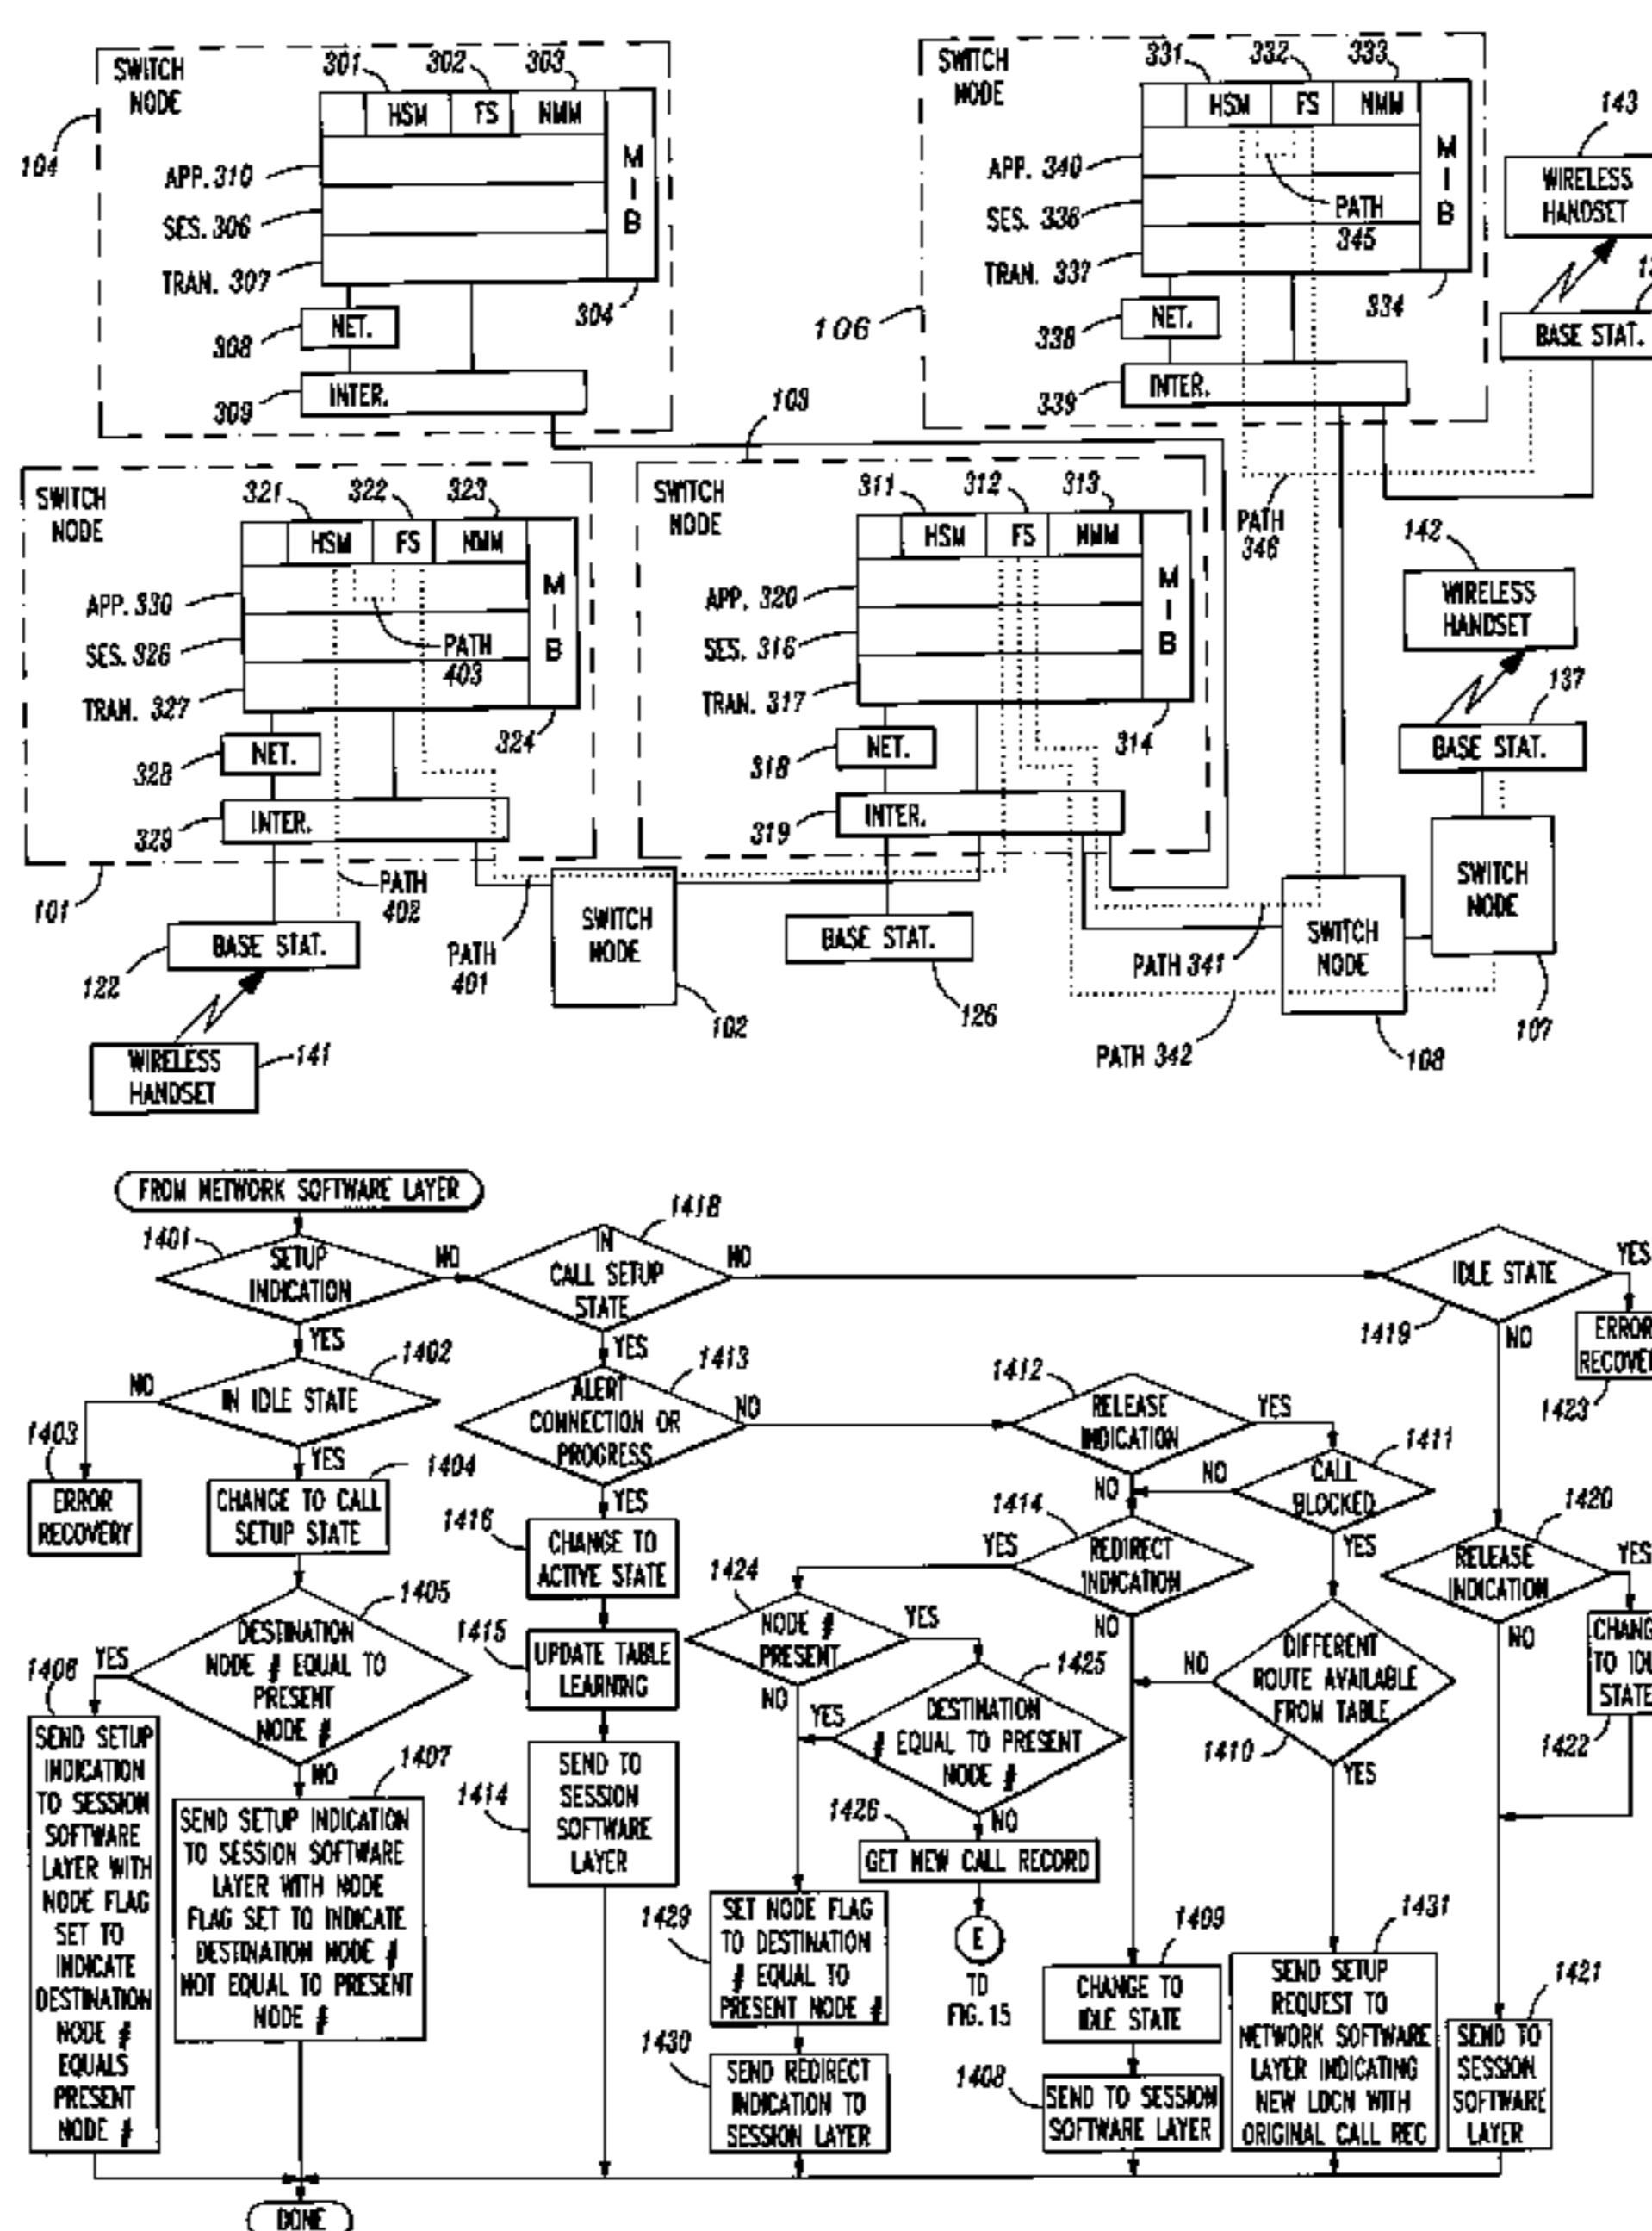 SWITCH
NODE
104
301
302
303
HSM
FS
NMM
M
I
B
APP. 310
SES. 306
TRAN. 307
304
NET.
308
INTER.
309
SWITCH
NODE
106
331
332
333
HSM
FS
NMM
M
I
B
APP. 340
SES. 336
TRAN. 337
PATH
345
334
NET.
338
INTER.
339
143
WIRELESS
HANDSET
BASE STAT.
103
SWITCH
NODE
101
321
322
323
HSM
FS
NMM
M
I
B
APP. 330
SES. 326
TRAN. 327
PATH
403
324
NET.
328
INTER.
329
PATH
402
BASE STAT.
122
WIRELESS
HANDSET
141
PATH
401
SWITCH
NODE
102
SWITCH
NODE
311
312
313
HSM
FS
NMM
M
I
B
APP. 320
SES. 316
TRAN. 317
314
NET.
318
INTER.
319
BASE STAT.
126
PATH
346
142
WIRELESS
HANDSET
137
BASE STAT.
SWITCH
NODE
107
SWITCH
NODE
108
PATH 341
PATH 342
FROM NETWORK SOFTWARE LAYER
1401
SETUP
INDICATION
NO
YES
1418
IN
CALL SETUP
STATE
NO
YES
IDLE STATE
1419
YES
NO
ERROR
1423
1402
IN IDLE STATE
NO
YES
1403
ERROR
RECOVERY
1404
CHANGE TO CALL
SETUP STATE
1405
DESTINATION
NODE # EQUAL TO
PRESENT
NODE #
YES
NO
1406
SEND SETUP
INDICATION
TO SESSION
SOFTWARE
LAYER WITH
NODE FLAG
SET TO
INDICATE
DESTINATION
NODE #
EQUALS
PRESENT
NODE #
1407
SEND SETUP INDICATION
TO SESSION SOFTWARE
LAYER WITH NODE
FLAG SET TO INDICATE
DESTINATION NODE #
NOT EQUAL TO PRESENT
NODE #
1413
ALERT
CONNECTION OR
PROGRESS
NO
YES
1416
CHANGE TO
ACTIVE STATE
1415
UPDATE TABLE
LEARNING
1414
SEND TO
SESSION
SOFTWARE
LAYER
1412
RELEASE
INDICATION
YES
NO
1411
CALL
BLOCKED
NO
YES
1414
REDIRECT
INDICATION
YES
NO
1424
NODE #
PRESENT
YES
NO
1425
DESTINATION
# EQUAL TO PRESENT
NODE #
YES
NO
1426
GET NEW CALL RECORD
E
TO
FIG. 15
1429
SET NODE FLAG
TO DESTINATION
# EQUAL TO
PRESENT NODE #
1430
SEND REDIRECT
INDICATION TO
SESSION LAYER
DIFFERENT
ROUTE AVAILABLE
FROM TABLE
1410
NO
YES
1409
CHANGE TO
IDLE STATE
1408
SEND TO SESSION
SOFTWARE LAYER
1431
SEND SETUP
REQUEST TO
NETWORK SOFTWARE
LAYER INDICATING
NEW LDCN WITH
ORIGINAL CALL REC
1420
RELEASE
INDICATION
YES
NO
TO
STATE
1422
1421
SEND TO
SESSION
SOFTWARE
LAYER
DONE